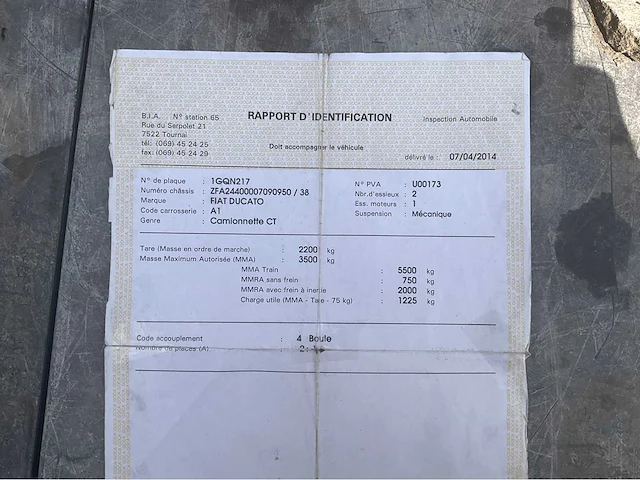 B.I.A. N° station 65 RAPPORT D'IDENTIFICATION Inspection Automobile
Rue du Serpolet 21
7522 Tournai
tél: (069) 45 24 25 Doit accompagner le véhicule
fax: (069) 45 24 29 délivré le : 07/04/2014
N° de plaque : 1GQN217 N° PVA : U00173
Numéro châssis : ZFA24400007090950 / 38 Nbr.d'essieux : 2
Marque : FIAT DUCATO Ess. moteurs : 1
Code carrosserie : A1 Suspension : Mécanique
Genre : Camionnette CT
Tare (Masse en ordre de marche) : 2200 kg
Masse Maximum Autorisée (MMA) : 3500 kg
MMA Train : 5500 kg
MMRA sans frein : 750 kg
MMRA avec frein à inertie : 2000 kg
Charge utile (MMA - Tare - 75 kg) : 1225 kg
Code accouplement : 4 Boule
Nombre de places (A) :